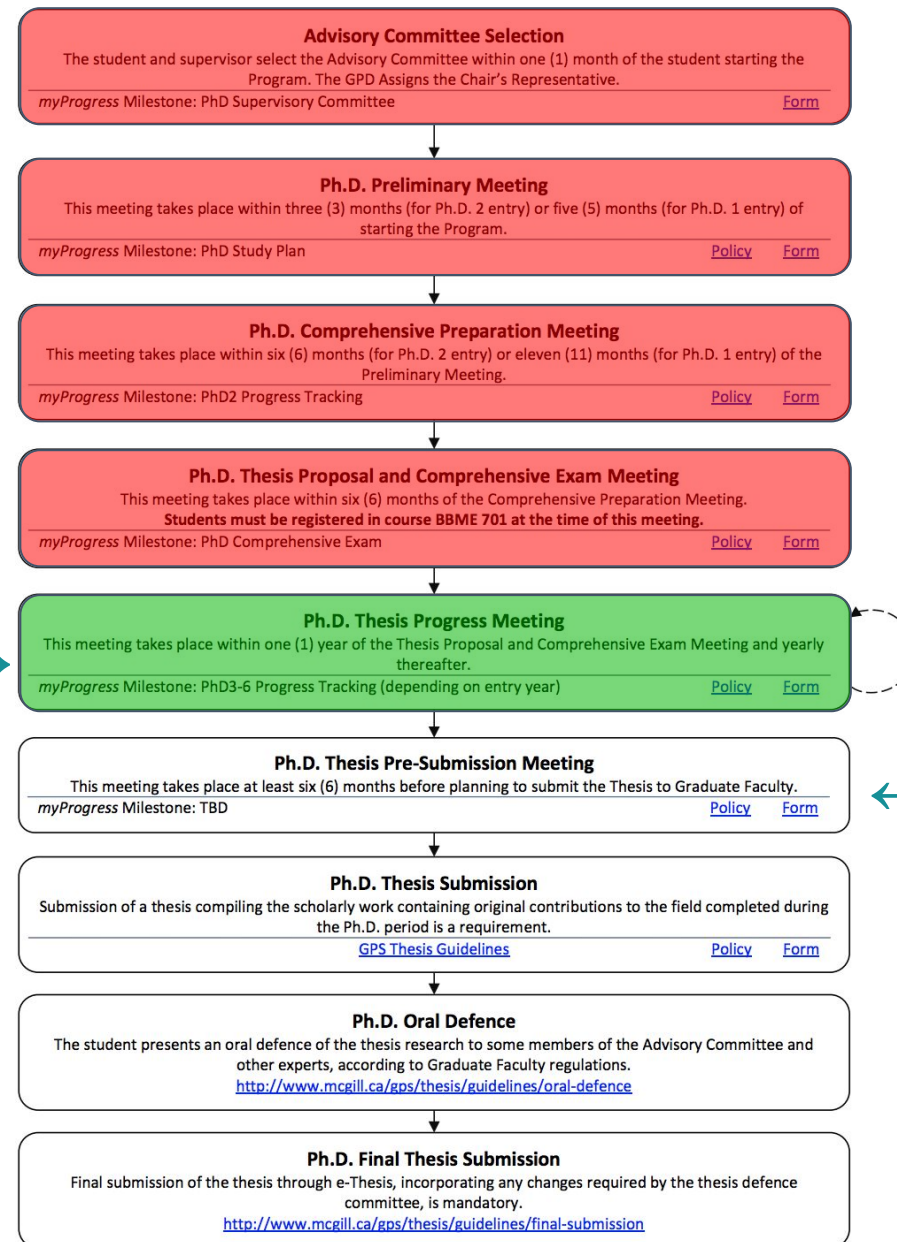 Advisory Committee Selection
The student and supervisor select the Advisory Committee within one (1) month of the student starting the
Program. The GPD Assigns the Chair's Representative.
myProgress Milestone: PhD Supervisory Committee Form
Ph.D. Preliminary Meeting
This meeting takes place within three (3) months (for Ph.D. 2 entry) or five (5) months (for Ph.D. 1 entry) of
starting the Program.
myProgress Milestone: PhD Study Plan Policy Form
Ph.D. Comprehensive Preparation Meeting
This meeting takes place within six (6) months (for Ph.D. 2 entry) or eleven (11) months (for Ph.D. 1 entry) of the
Preliminary Meeting.
myProgress Milestone: PhD2 Progress Tracking Policy Form
Ph.D. Thesis Proposal and Comprehensive Exam Meeting
This meeting takes place within six (6) months of the Comprehensive Preparation Meeting.
Students must be registered in course BBME 701 at the time of this meeting.
myProgress Milestone: PhD Comprehensive Exam Policy Form
Ph.D. Thesis Progress Meeting
This meeting takes place within one (1) year of the Thesis Proposal and Comprehensive Exam Meeting and yearly
thereafter.
myProgress Milestone: PhD3-6 Progress Tracking (depending on entry year) Policy Form
Ph.D. Thesis Pre-Submission Meeting
This meeting takes place at least six (6) months before planning to submit the Thesis to Graduate Faculty.
myProgress Milestone: TBD Policy Form
Ph.D. Thesis Submission
Submission of a thesis compiling the scholarly work containing original contributions to the field completed during
the Ph.D. period is a requirement.
GPS Thesis Guidelines Policy Form
Ph.D. Oral Defence
The student presents an oral defence of the thesis research to some members of the Advisory Committee and
other experts, according to Graduate Faculty regulations.
http://www.mcgill.ca/gps/thesis/guidelines/oral-defence
Ph.D. Final Thesis Submission
Final submission of the thesis through e-Thesis, incorporating any changes required by the thesis defence
committee, is mandatory.
http://www.mcgill.ca/gps/thesis/guidelines/final-submission